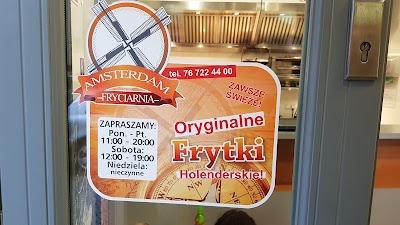 AMSTERDAM
FRYCIARNIA
tel. 76 722 44 00
ZAWSZE
ŚWIEŻE!
ZAPRASZAMY:
Pon. - Pt.
11:00 - 20:00
Sobota:
12:00 - 19:00
Niedziela:
nieczynne
Oryginalne
Frytki
Holenderskie!